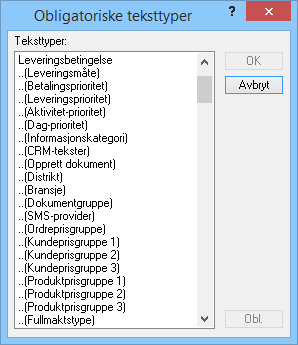 Obligatoriske teksttyper
?
Teksttyper:
Leveringsbetingelse
..(Leveringsmåte)
..(Betalingsprioritet)
..(Leveringsprioritet)
..(Aktivitet-prioritet)
..(Dag-prioritet)
..(Informasjonskategori)
..(CRM-tekster)
..(Opprett dokument)
..(Distrikt)
..(Bransje)
..(Dokumentgruppe)
..(SMS-provider)
..(Ordreprisgruppe)
..(Kundeprisgruppe 1)
..(Kundeprisgruppe 2)
..(Kundeprisgruppe 3)
..(Produktprisgruppe 1)
..(Produktprisgruppe 2)
..(Produktprisgruppe 3)
..(Fullmaktstype)
OK
Avbryt
Obl.